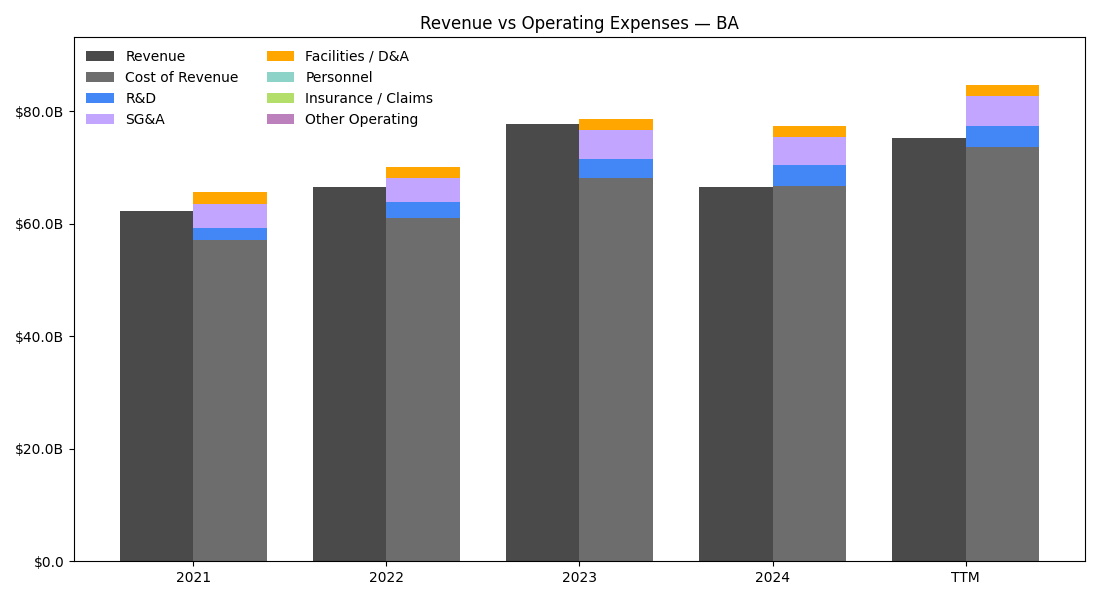 Revenue vs Operating Expenses — BA
Revenue
Cost of Revenue
R&D
SG&A
Facilities / D&A
Personnel
Insurance / Claims
Other Operating
$80.0B
$60.0B
$40.0B
$20.0B
$0.0
2021 2022 2023 2024 TTM